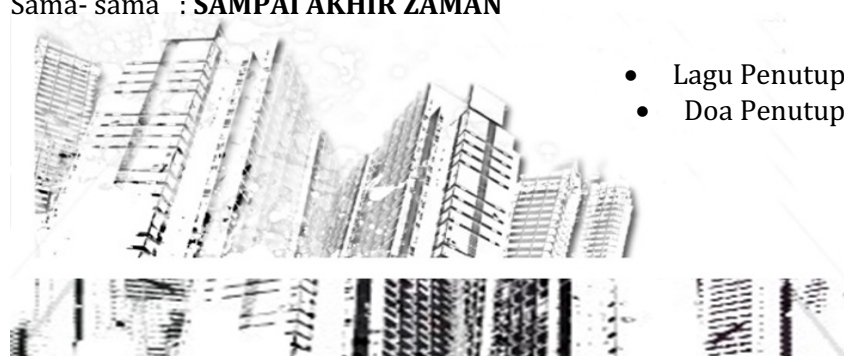 Sama- sama : SAMPAI AKHIR ZAMAN
• Lagu Penutup
• Doa Penutup